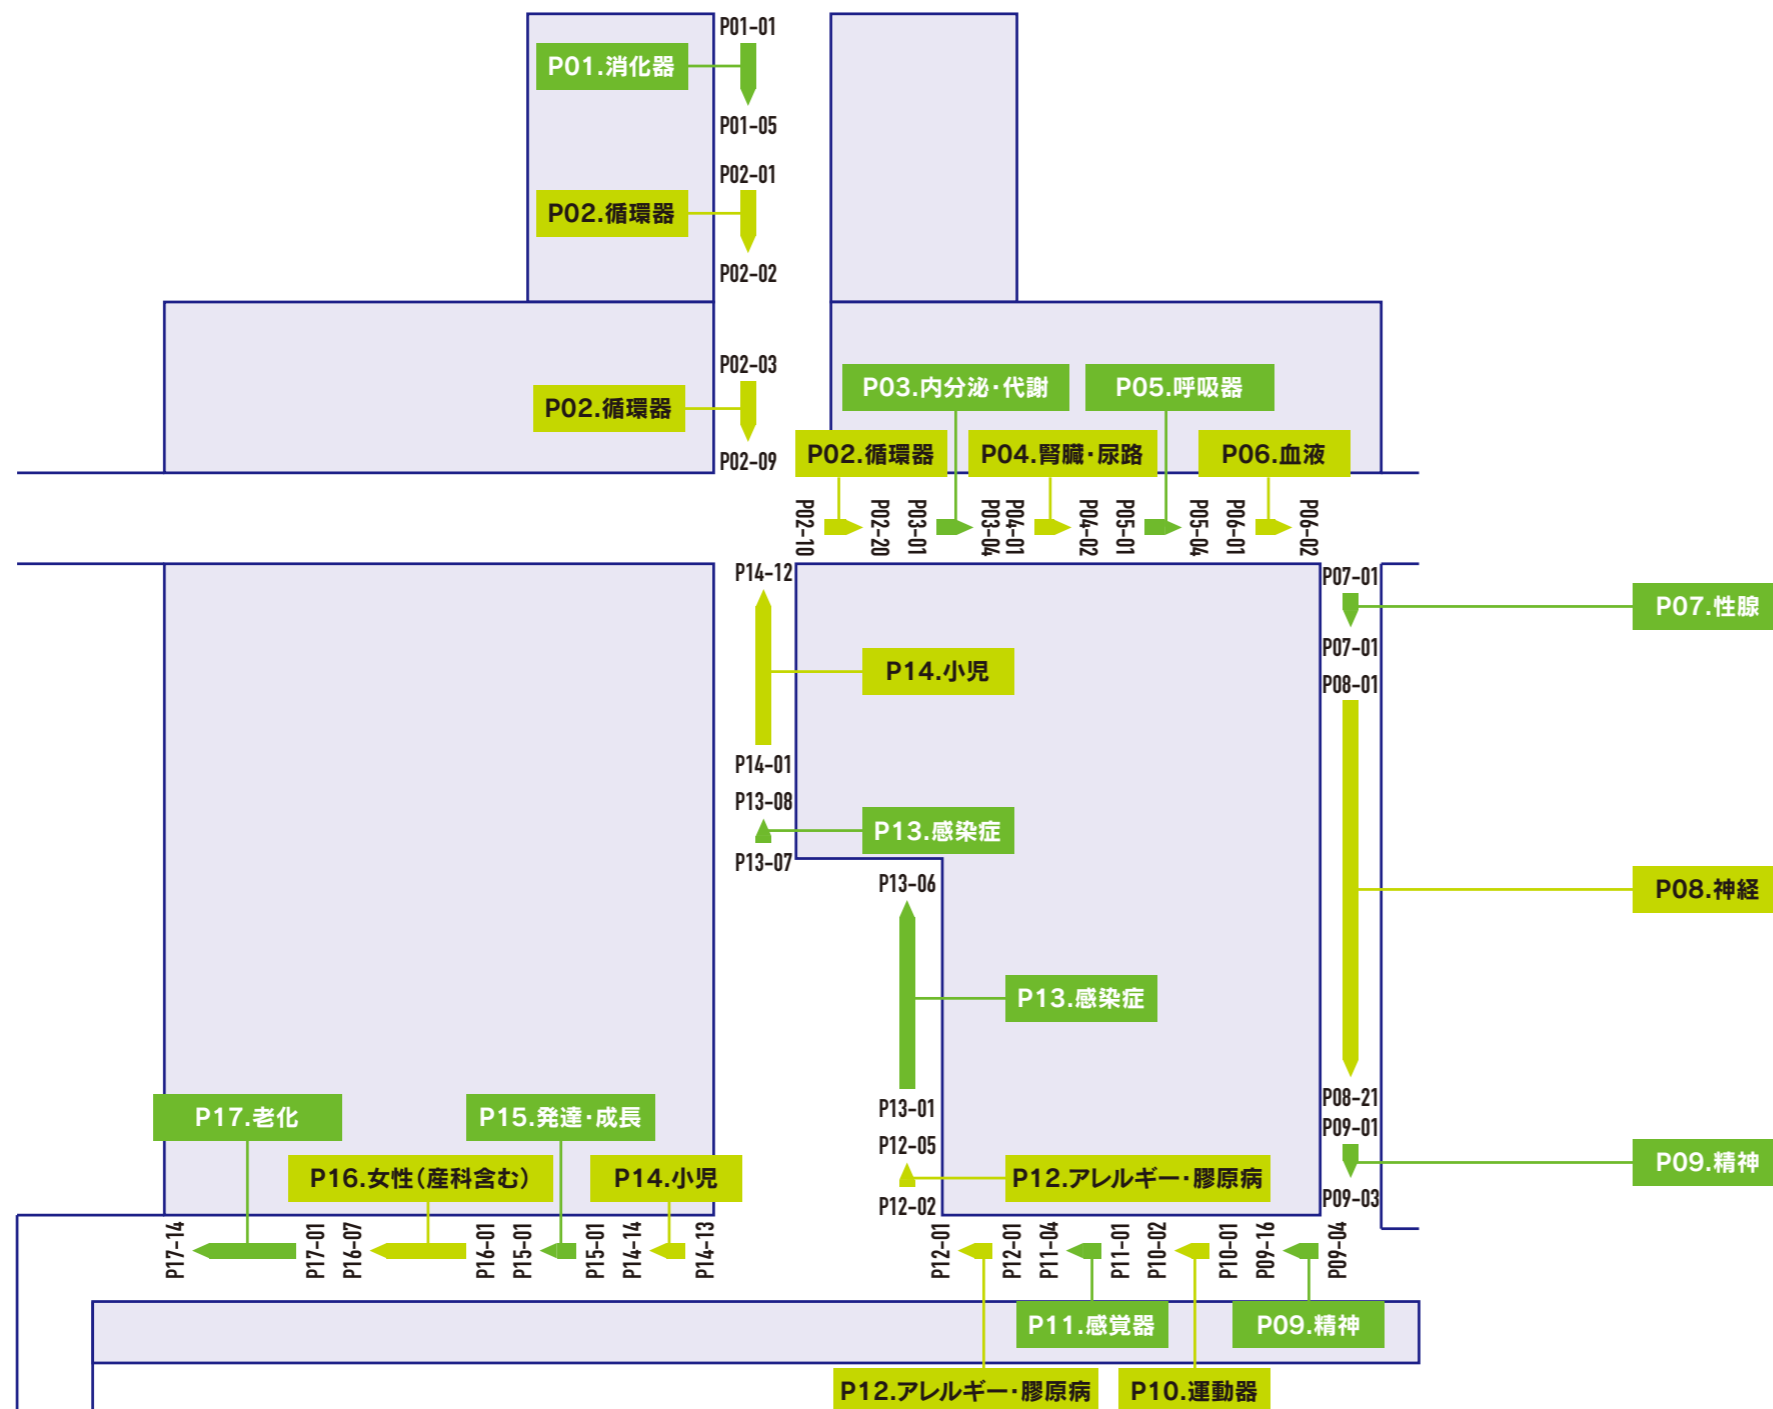 P01-01
P01.消化器
P01-05
P02-01
P02.循環器
P02-02
P02-03
P02.循環器
P02-09
P03.内分泌・代謝
P05.呼吸器
P02.循環器
P04.腎臓・尿路
P06.血液
P02-10
P02-20
P03-01
P03-04
P04-01
P04-02
P05-01
P05-04
P06-01
P06-02
P07-01
P07.性腺
P07-01
P08-01
P08.神経
P08-21
P09-01
P09.精神
P09-03
P14-12
P14.小児
P14-01
P13-08
P13.感染症
P13-07
P13-06
P13.感染症
P13-01
P12-05
P12.アレルギー・膠原病
P12-02
P17.老化
P15.発達・成長
P16.女性(産科含む)
P14.小児
P17-14
P17-01
P16-07
P16-01
P15-01
P15-01
P14-14
P14-13
P12-01
P12-01
P11-04
P11-01
P10-02
P10-01
P09-16
P09-04
P11.感覚器
P09.精神
P12.アレルギー・膠原病
P10.運動器